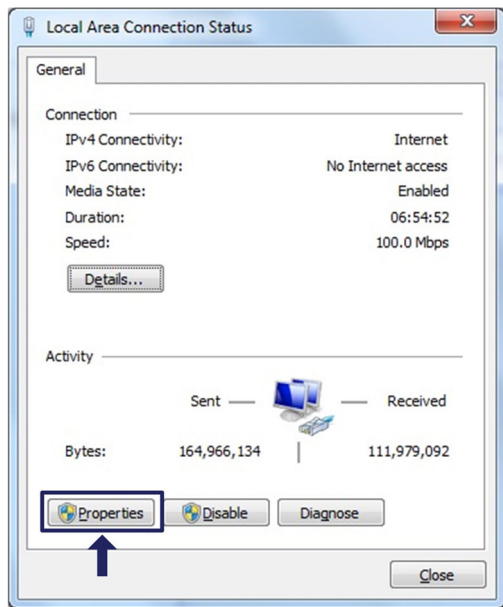 Local Area Connection Status
General
Connection
IPv4 Connectivity: Internet
IPv6 Connectivity: No Internet access
Media State: Enabled
Duration: 06:54:52
Speed: 100.0 Mbps
Details...
Activity
Sent Received
Bytes: 164,966,134 111,979,092
Properties Disable Diagnose
Close